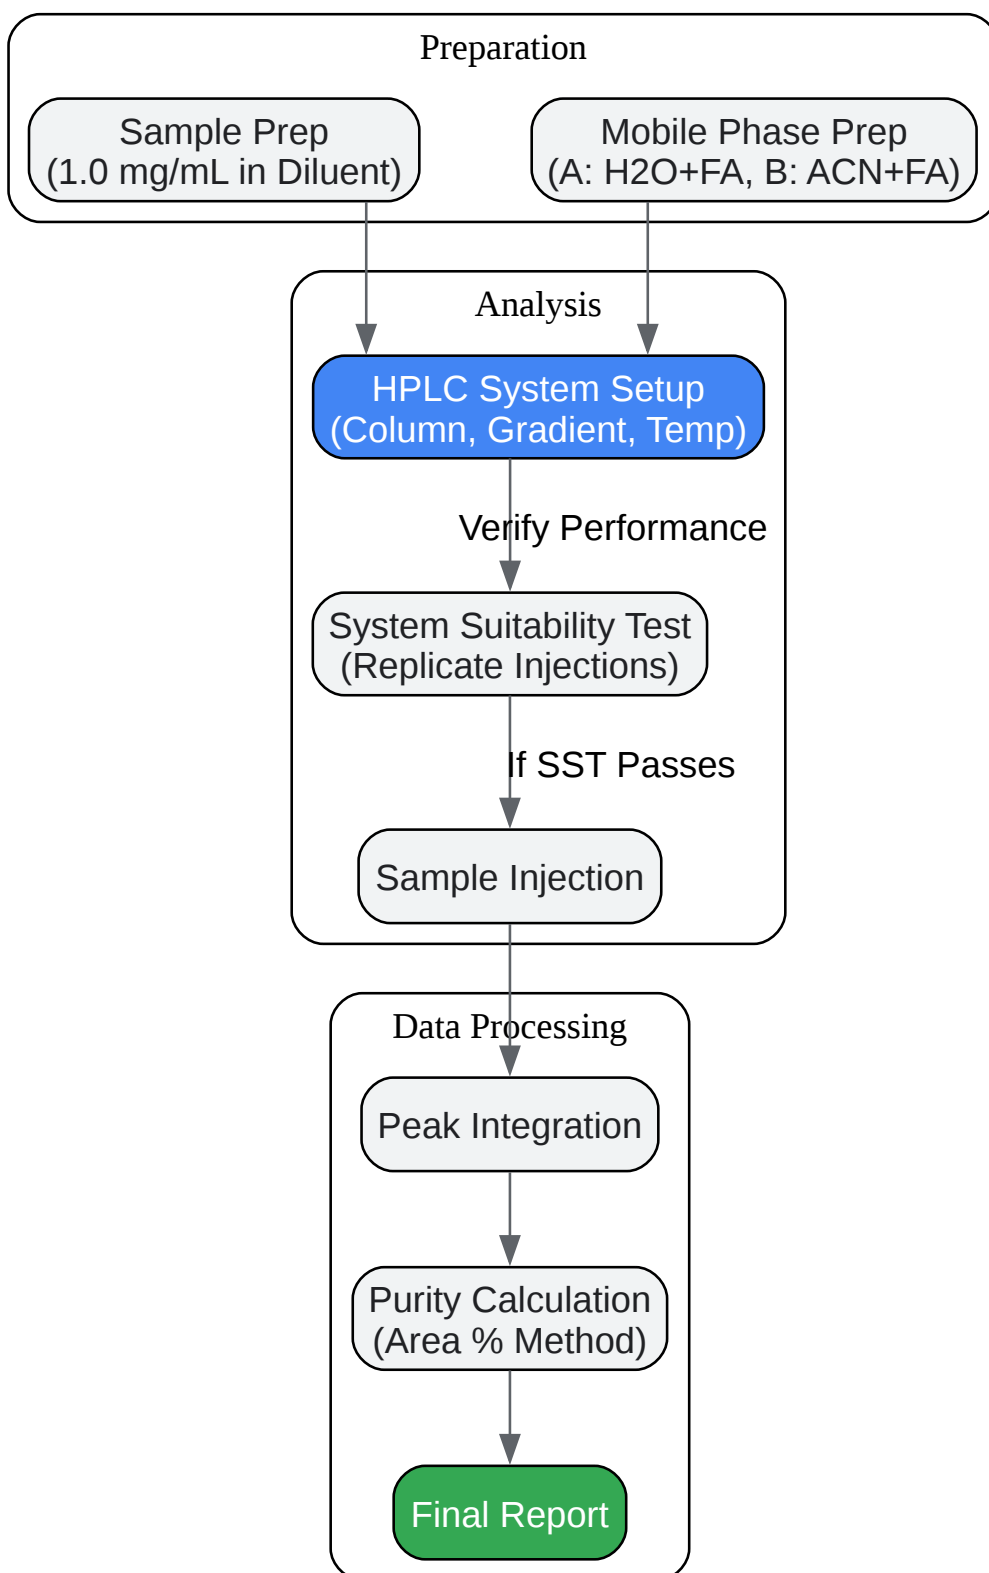 Preparation
Sample Prep
(1.0 mg/mL in Diluent)
Mobile Phase Prep
(A: H2O+FA, B: ACN+FA)
Analysis
HPLC System Setup
(Column, Gradient, Temp)
Verify Performance
System Suitability Test
(Replicate Injections)
If SST Passes
Sample Injection
Data Processing
Peak Integration
Purity Calculation
(Area % Method)
Final Report